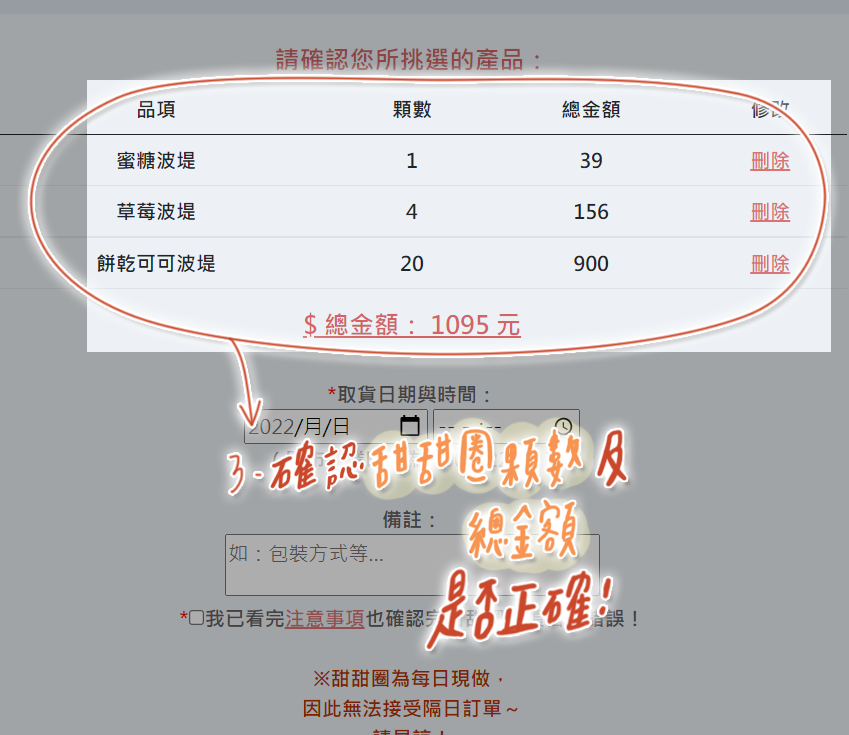 請確認您所挑選的產品：
品項 顆數 總金額 修改
蜜糖波堤 1 39 刪除
草莓波堤 4 156 刪除
餅乾可可波堤 20 900 刪除
$ 總金額： 1095 元
*取貨日期與時間：
2022/月/日 -- --:--
3-確認甜甜圈顆數及
備註：
總金額
如：包裝方式等...
是否正確！
*我已看完注意事項也確認完 錯誤！
※甜甜圈為每日現做，
因此無法接受隔日訂單～